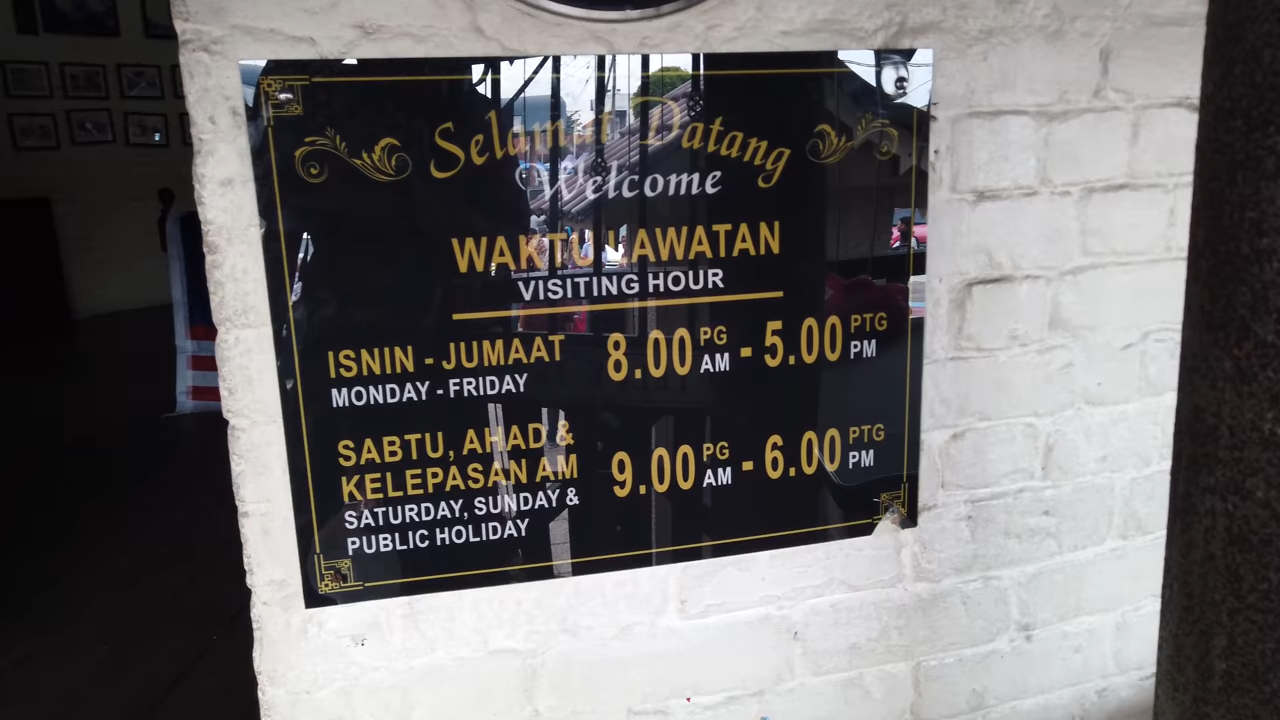 Selamat Datang
Welcome
WAKTU LAWATAN
VISITING HOUR
ISNIN - JUMAAT
MONDAY - FRIDAY
8.00 PG AM - 5.00 PTG PM
SABTU, AHAD &
KELEPASAN AM
SATURDAY, SUNDAY &
PUBLIC HOLIDAY
9.00 PG AM - 6.00 PTG PM